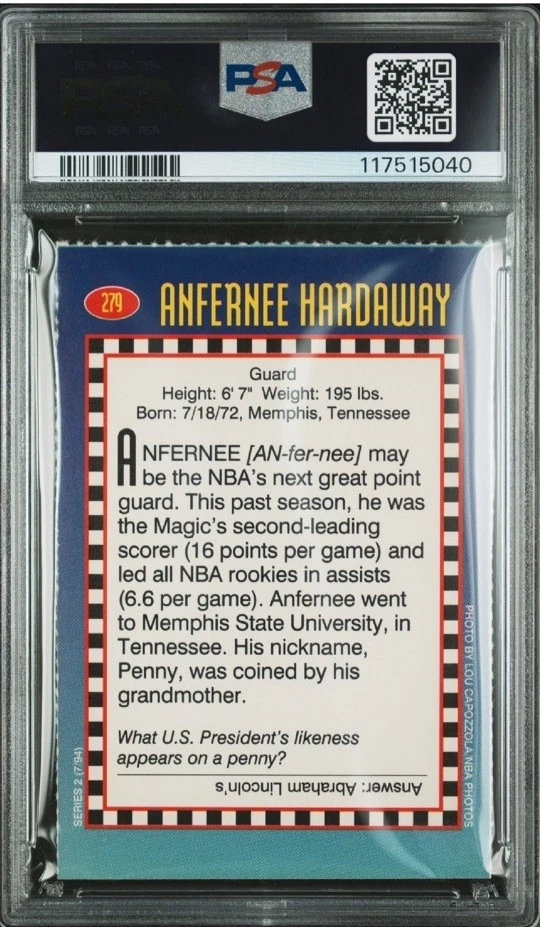 PSA
117515040
279
ANFERNEE HARDAWAY
Guard
Height: 6' 7" Weight: 195 lbs.
Born: 7/18/72, Memphis, Tennessee
ANFERNEE [AN-fer-nee] may
be the NBA's next great point
guard. This past season, he was
the Magic's second-leading
scorer (16 points per game) and
led all NBA rookies in assists
(6.6 per game). Anfernee went
to Memphis State University, in
Tennessee. His nickname,
Penny, was coined by his
grandmother.
What U.S. President's likeness
appears on a penny?
Answer: Abraham Lincoln's
SERIES 2 (7/94)
PHOTO BY LOU CAPOZZOLA/NBA PHOTOS